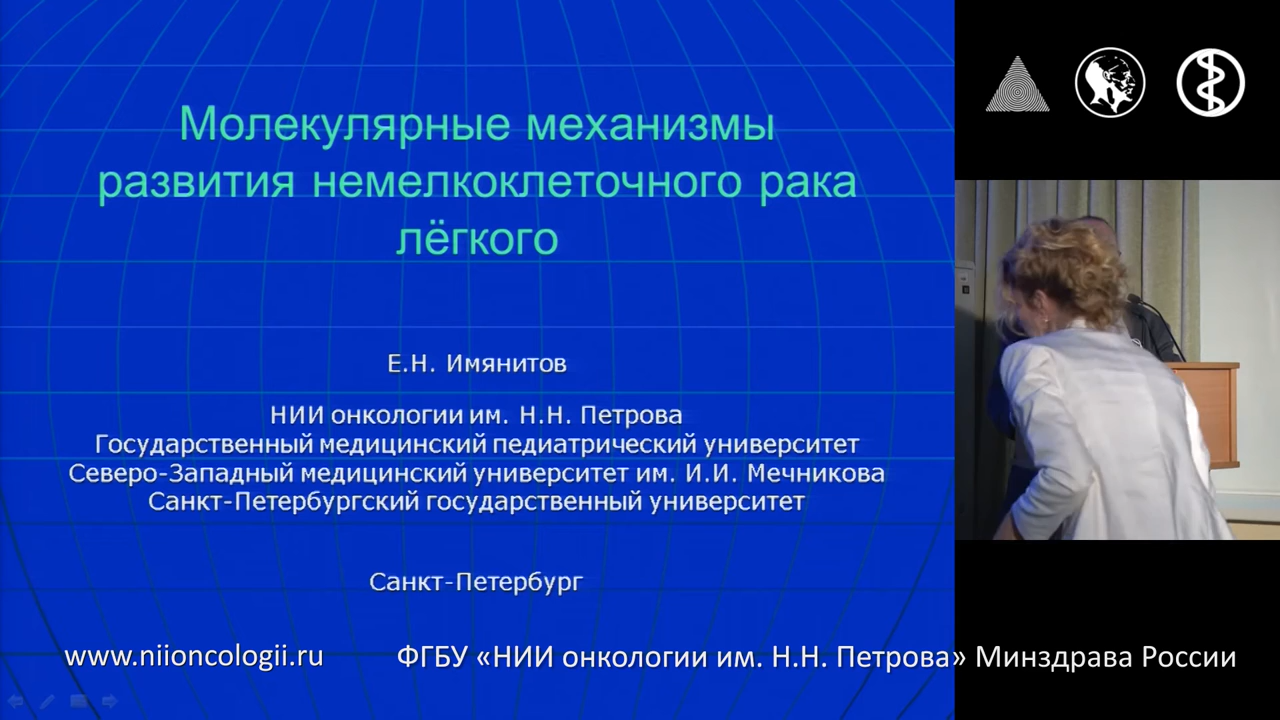 Молекулярные механизмы
развития немелкоклеточного рака
лёгкого
Е.Н. Имянитов
НИИ онкологии им. Н.Н. Петрова
Государственный медицинский педиатрический университет
Северо-Западный медицинский университет им. И.И. Мечникова
Санкт-Петербургский государственный университет
Санкт-Петербург
www.niioncologii.ru
ФГБУ «НИИ онкологии им. Н.Н. Петрова» Минздрава России